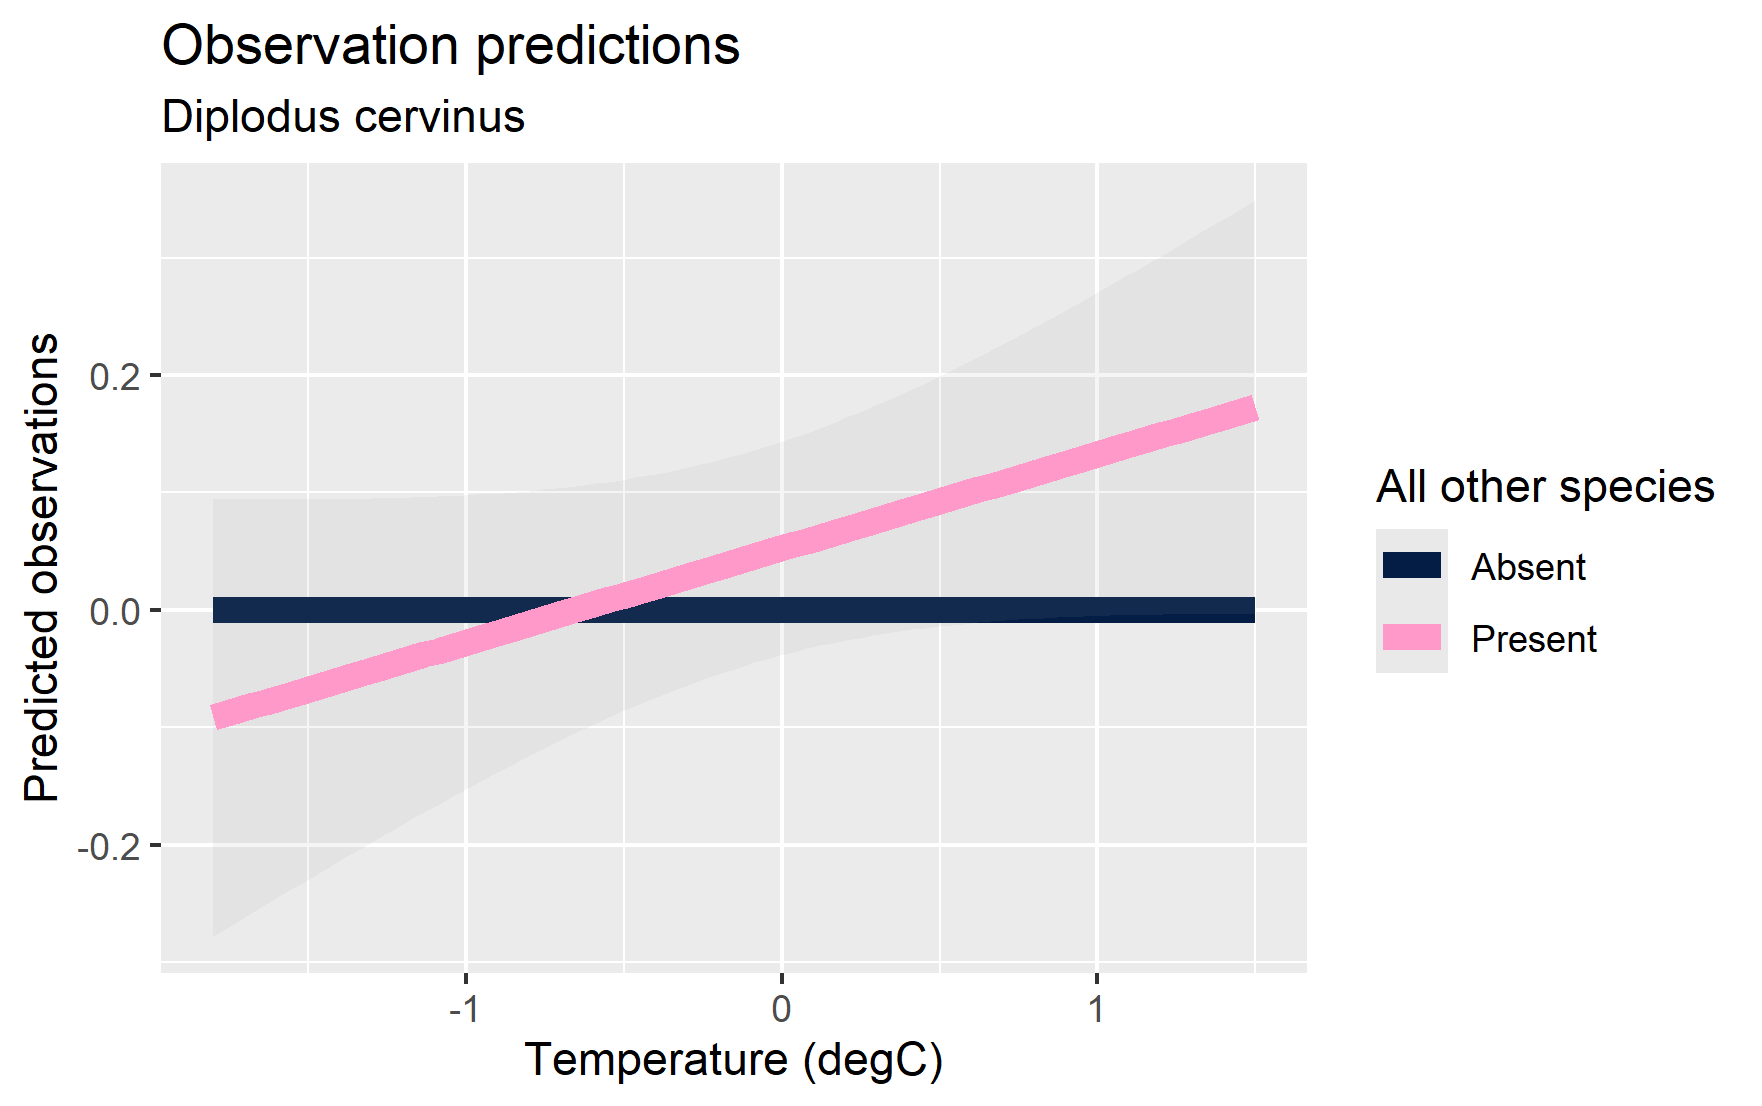 Observation predictions
Diplodus cervinus
Predicted observations
0.2
0.0
-0.2
-1 0 1
Temperature (degC)
All other species
Absent
Present